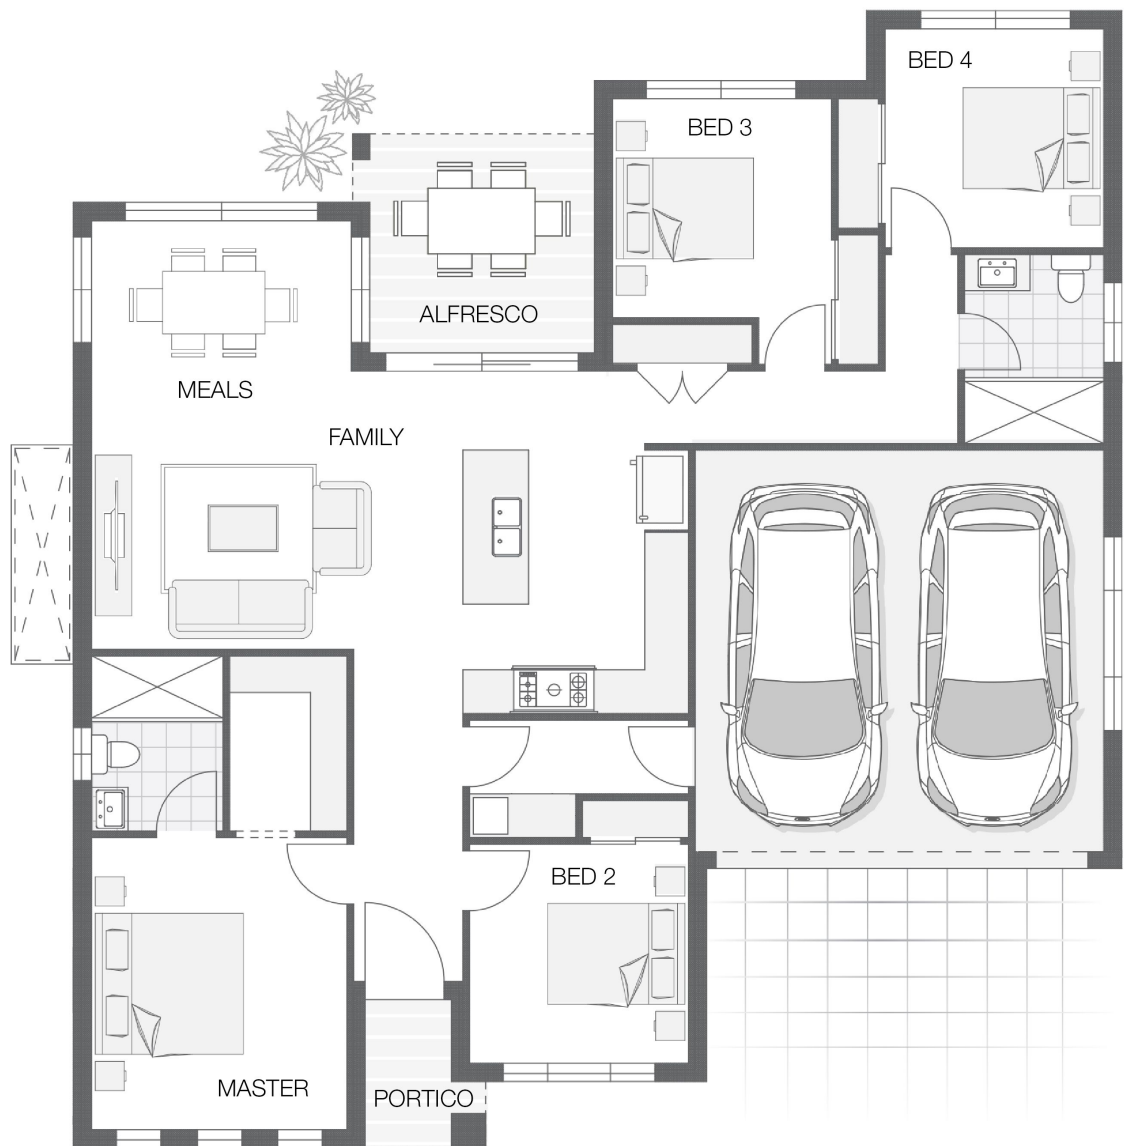 BED 4
BED 3
ALFRESCO
MEALS
FAMILY
BED 2
MASTER
PORTICO